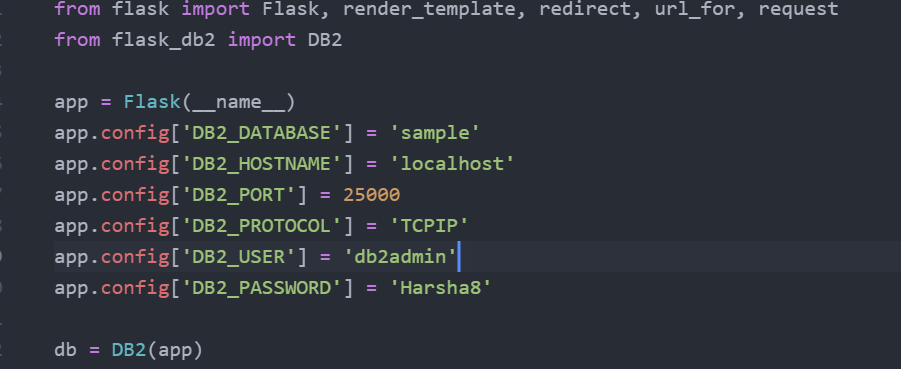 from flask import Flask, render_template, redirect, url_for, request
from flask_db2 import DB2
app = Flask(__name__)
app.config['DB2_DATABASE'] = 'sample'
app.config['DB2_HOSTNAME'] = 'localhost'
app.config['DB2_PORT'] = 25000
app.config['DB2_PROTOCOL'] = 'TCPIP'
app.config['DB2_USER'] = 'db2admin'
app.config['DB2_PASSWORD'] = 'Harsha8'
db = DB2(app)